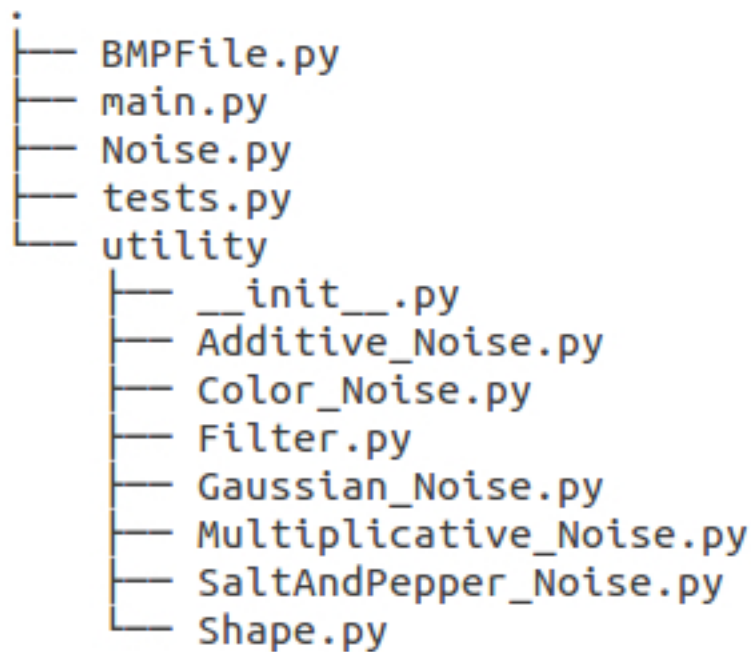 .
├── BMPFile.py
├── main.py
├── Noise.py
├── tests.py
└── utility
    ├── __init__.py
    ├── Additive_Noise.py
    ├── Color_Noise.py
    ├── Filter.py
    ├── Gaussian_Noise.py
    ├── Multiplicative_Noise.py
    ├── SaltAndPepper_Noise.py
    └── Shape.py